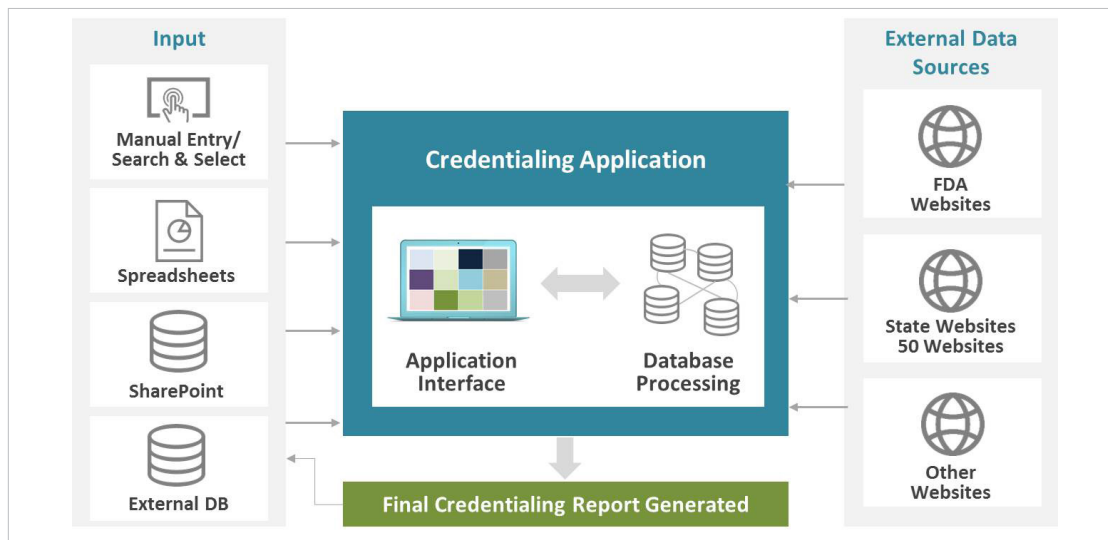 Input
Manual Entry/
Search & Select
Spreadsheets
SharePoint
External DB
Credentialing Application
Application
Interface
Database
Processing
Final Credentialing Report Generated
External Data
Sources
FDA
Websites
State Websites
50 Websites
Other
Websites